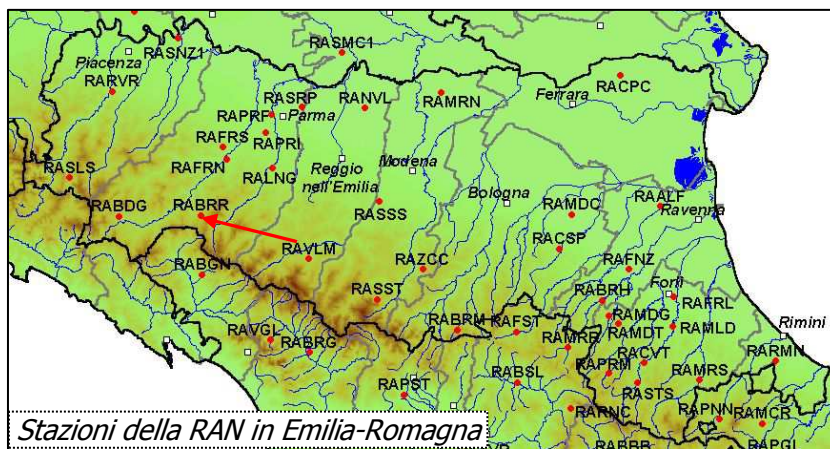 RASNZ1
RASMC1
Piacenza
RARVR
RASRP
RANVL
RAMRN
RACPC
Ferrara
RAPRF
Parma
RAFRS
RAPRI
RAFRN
RALNG
Reggio
nell'Emilia
Modena
RASLS
RABDG
RABRR
RASSS
Bologna
RAMDC
RAALF
Ravenna
RAVLM
RACSP
RAZCC
RAFNZ
RABGN
RASST
RABRH
Forlì
RAFRL
RABRM
RAFST
RAMDG
RAMDT
RAMLD
Rimini
RAVGL
RABRG
RAMRR
RACVT
RARMN
RAPRM
RAMRS
RABSL
RASTS
RAPST
RARNC
RAPNN
RAMCR
RABBB
RAPGL
Stazioni della RAN in Emilia-Romagna